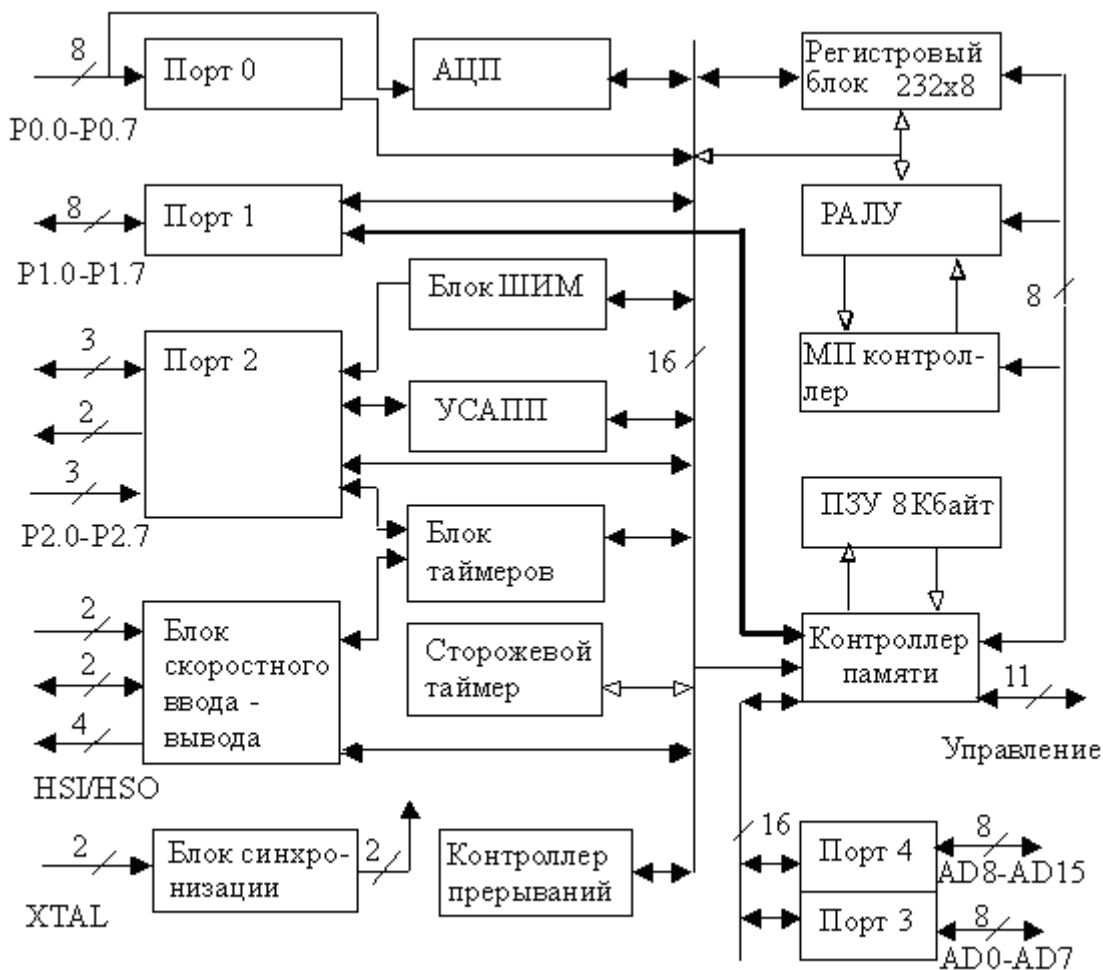 8
Порт 0
P0.0-P0.7
АЦП
Регистровый
блок 232x8
8
Порт 1
P1.0-P1.7
РАЛУ
8
Блок ШИМ
16
МП контрол-
лер
3
2
3
Порт 2
P2.0-P2.7
УСАПП
ПЗУ 8Кбайт
Блок
таймеров
2
2
4
Блок
скоростного
ввода -
вывода
HSI/HSO
Сторожевой
таймер
Контроллер
памяти
11
Управление
2
XTAL
Блок синхро-
низации
2
Контроллер
прерываний
16
Порт 4
8
AD8-AD15
Порт 3
8
AD0-AD7